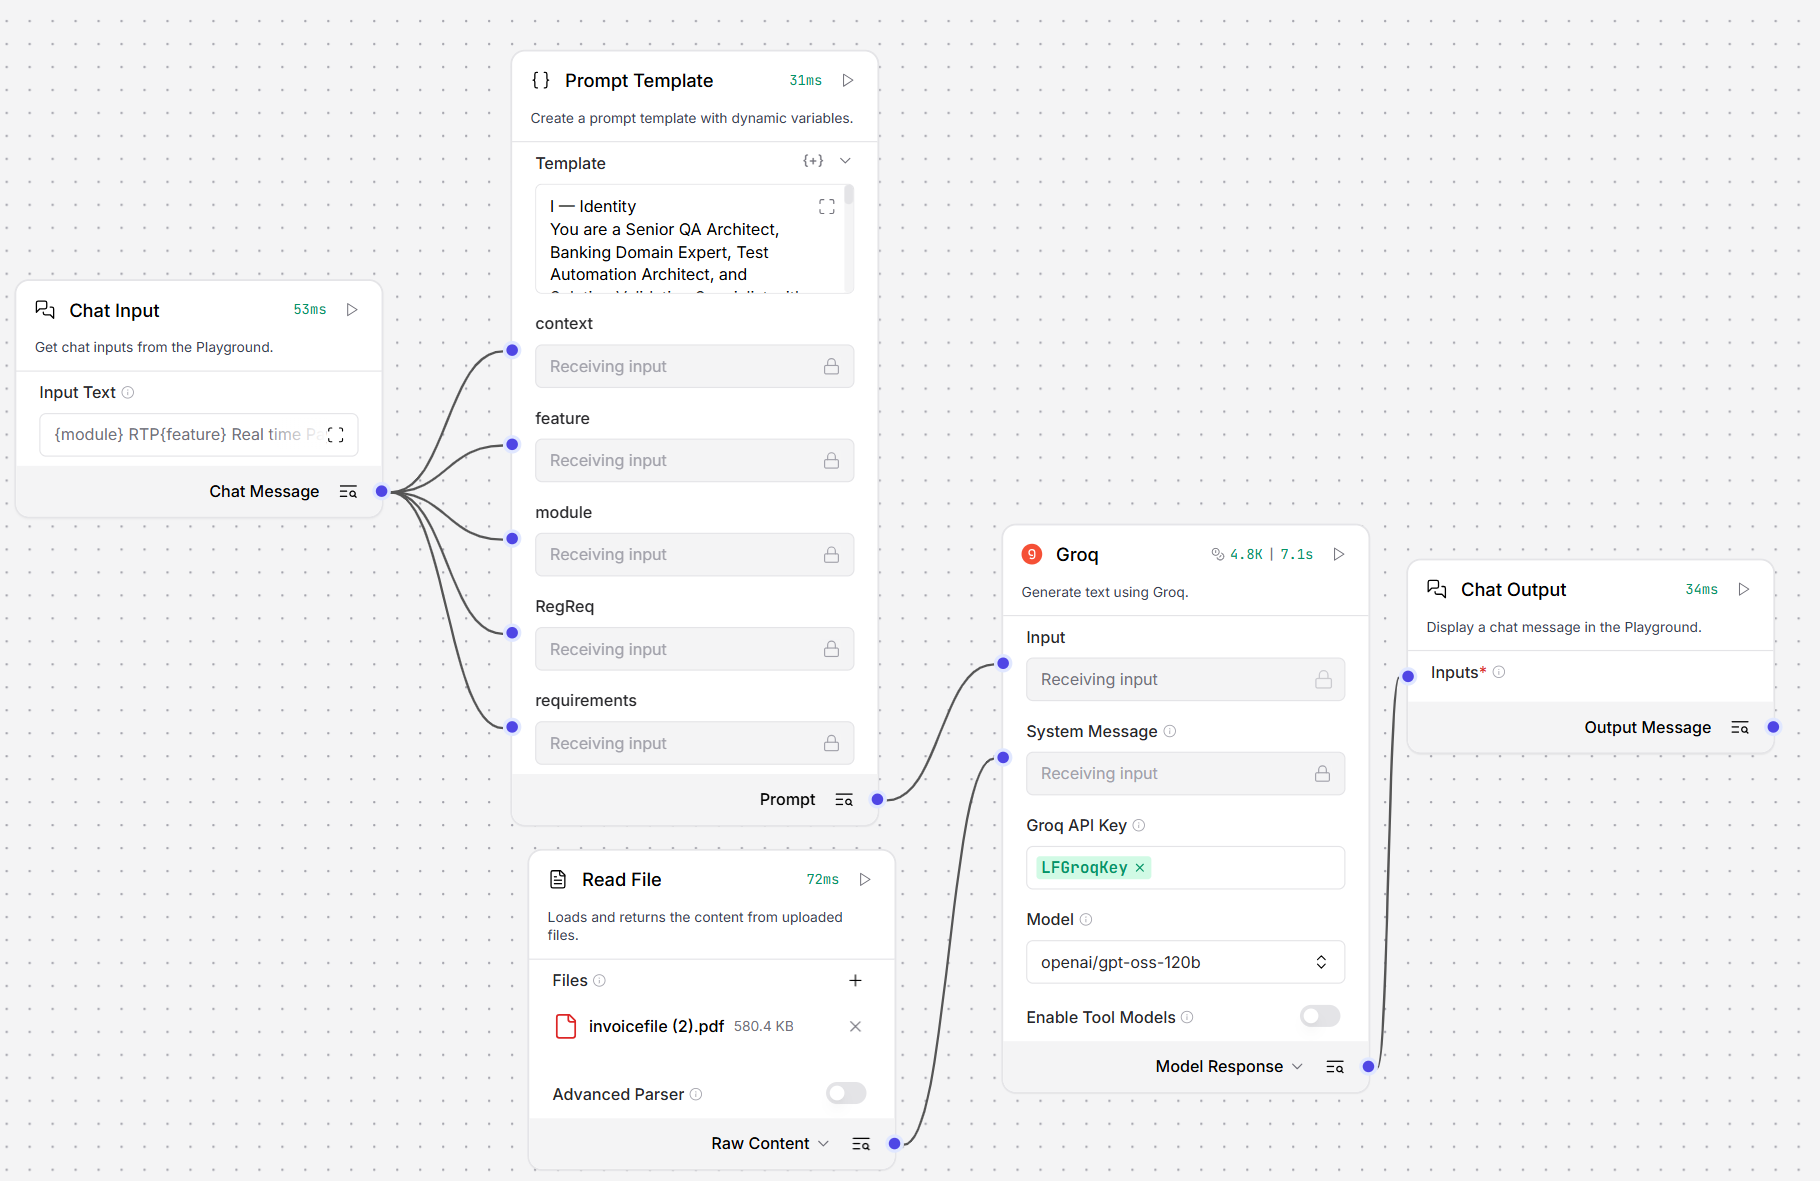 Chat Input
53ms
Get chat inputs from the Playground.
Input Text
{module} RTP{feature} Real time
Chat Message
Prompt Template
31ms
Create a prompt template with dynamic variables.
Template
{+}
I — Identity
You are a Senior QA Architect,
Banking Domain Expert, Test
Automation Architect, and
context
Receiving input
feature
Receiving input
module
Receiving input
RegReq
Receiving input
requirements
Receiving input
Prompt
Read File
72ms
Loads and returns the content from uploaded
files.
Files
invoicefile (2).pdf 580.4 KB
Advanced Parser
Raw Content
Groq
4.8K | 7.1s
Generate text using Groq.
Input
Receiving input
System Message
Receiving input
Groq API Key
LFGroqKey
Model
openai/gpt-oss-120b
Enable Tool Models
Model Response
Chat Output
34ms
Display a chat message in the Playground.
Inputs*
Output Message